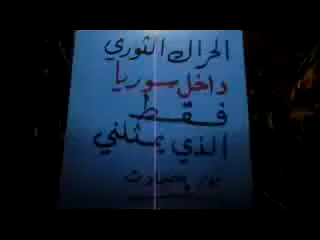 الحراك الثوري
داخل سوريا
فقط
الذي يمثلني